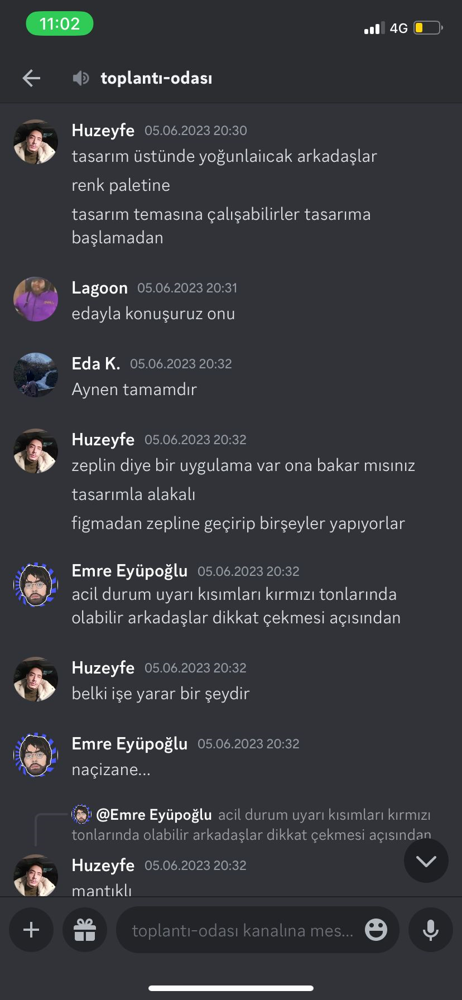 11:02
4G
toplantı-odası
Huzeyfe 05.06.2023 20:30
tasarım üstünde yoğunlaiıcak arkadaşlar
renk paletine
tasarım temasına çalışabilirler tasarıma
başlamadan
Lagoon 05.06.2023 20:31
edayla konuşuruz onu
Eda K. 05.06.2023 20:32
Aynen tamamdır
Huzeyfe 05.06.2023 20:32
zeplin diye bir uygulama var ona bakar mısınız
tasarımla alakalı
figmadan zepline geçirip birşeyler yapıyorlar
Emre Eyüpoğlu 05.06.2023 20:32
acil durum uyarı kısımları kırmızı tonlarında
olabilir arkadaşlar dikkat çekmesi açısından
Huzeyfe 05.06.2023 20:32
belki işe yarar bir şeydir
Emre Eyüpoğlu 05.06.2023 20:32
naçizane...
@Emre Eyüpoğlu acil durum uyarı kısımları kırmızı
tonlarında olabilir arkadaşlar dikkat çekmesi açısından
Huzeyfe 05.06.2023 20:32
mantıklı
toplantı-odası kanalına mes...